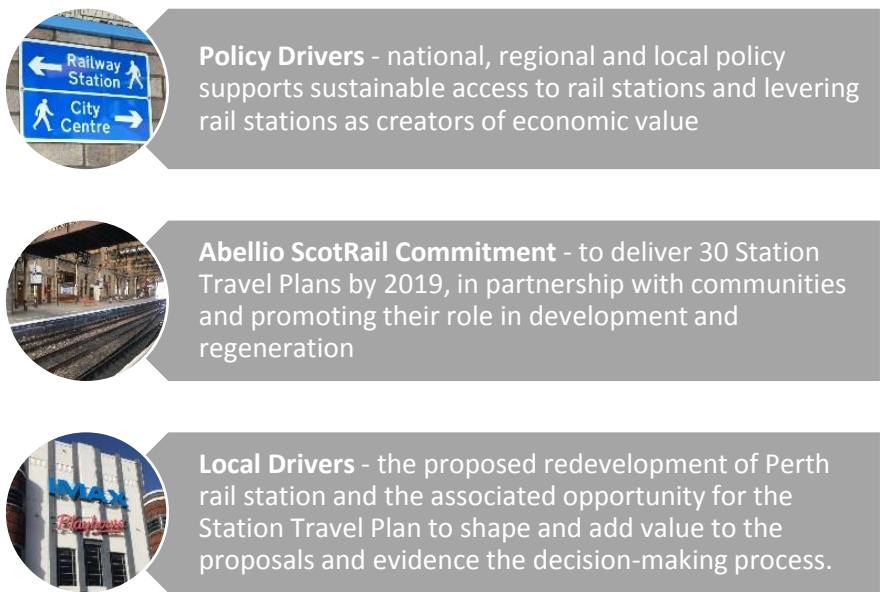 Railway
Station
City
Centre
Policy Drivers - national, regional and local policy
supports sustainable access to rail stations and levering
rail stations as creators of economic value
Abellio ScotRail Commitment - to deliver 30 Station
Travel Plans by 2019, in partnership with communities
and promoting their role in development and
regeneration
IMAX
Playhouse
Local Drivers - the proposed redevelopment of Perth
rail station and the associated opportunity for the
Station Travel Plan to shape and add value to the
proposals and evidence the decision-making process.